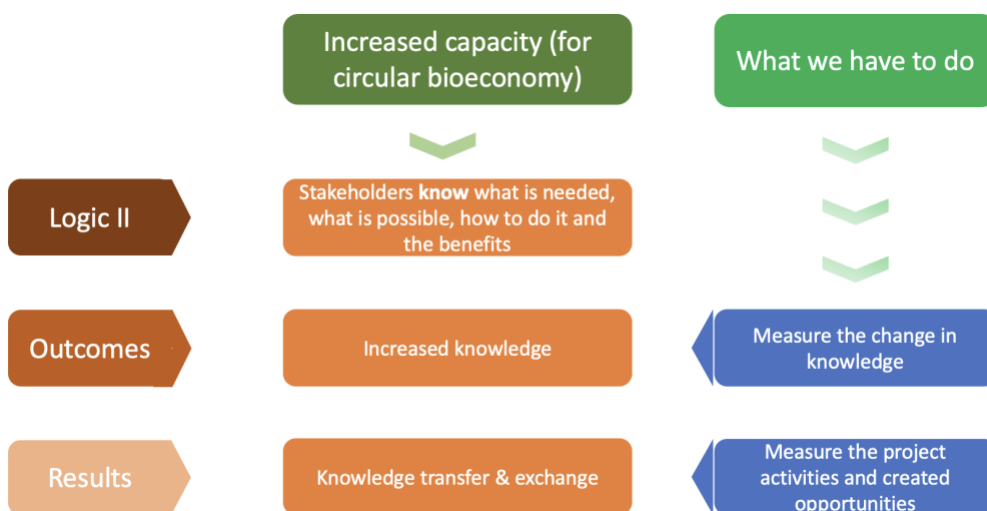 Increased capacity (for
circular bioeconomy)
What we have to do
Logic II
Stakeholders know what is needed,
what is possible, how to do it and
the benefits
Outcomes
Increased knowledge
Measure the change in
knowledge
Results
Knowledge transfer & exchange
Measure the project
activities and created
opportunities